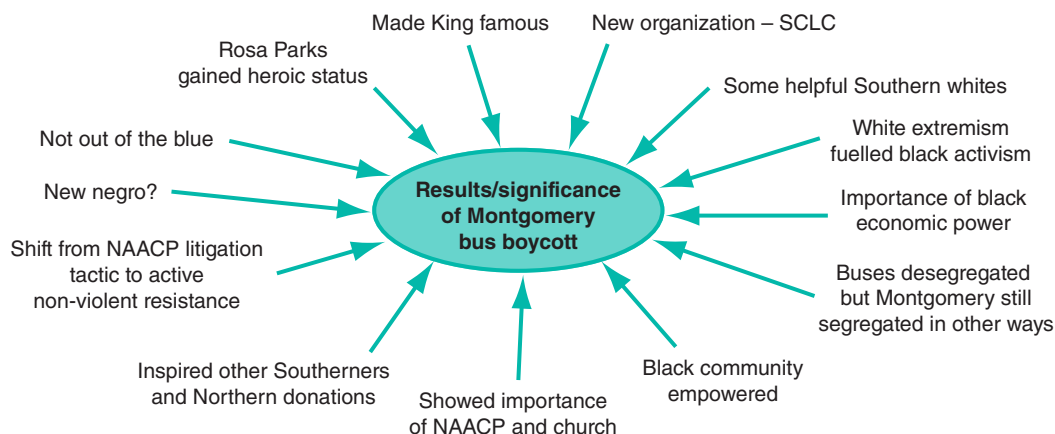 Made King famous
New organization – SCLC
Rosa Parks
gained heroic status
Some helpful Southern whites
Not out of the blue
White extremism
fuelled black activism
New negro?
Results/significance
of Montgomery
bus boycott
Importance of black
economic power
Shift from NAACP litigation
tactic to active
non-violent resistance
Buses desegregated
but Montgomery still
segregated in other ways
Inspired other Southerners
and Northern donations
Showed importance
of NAACP and church
Black community
empowered